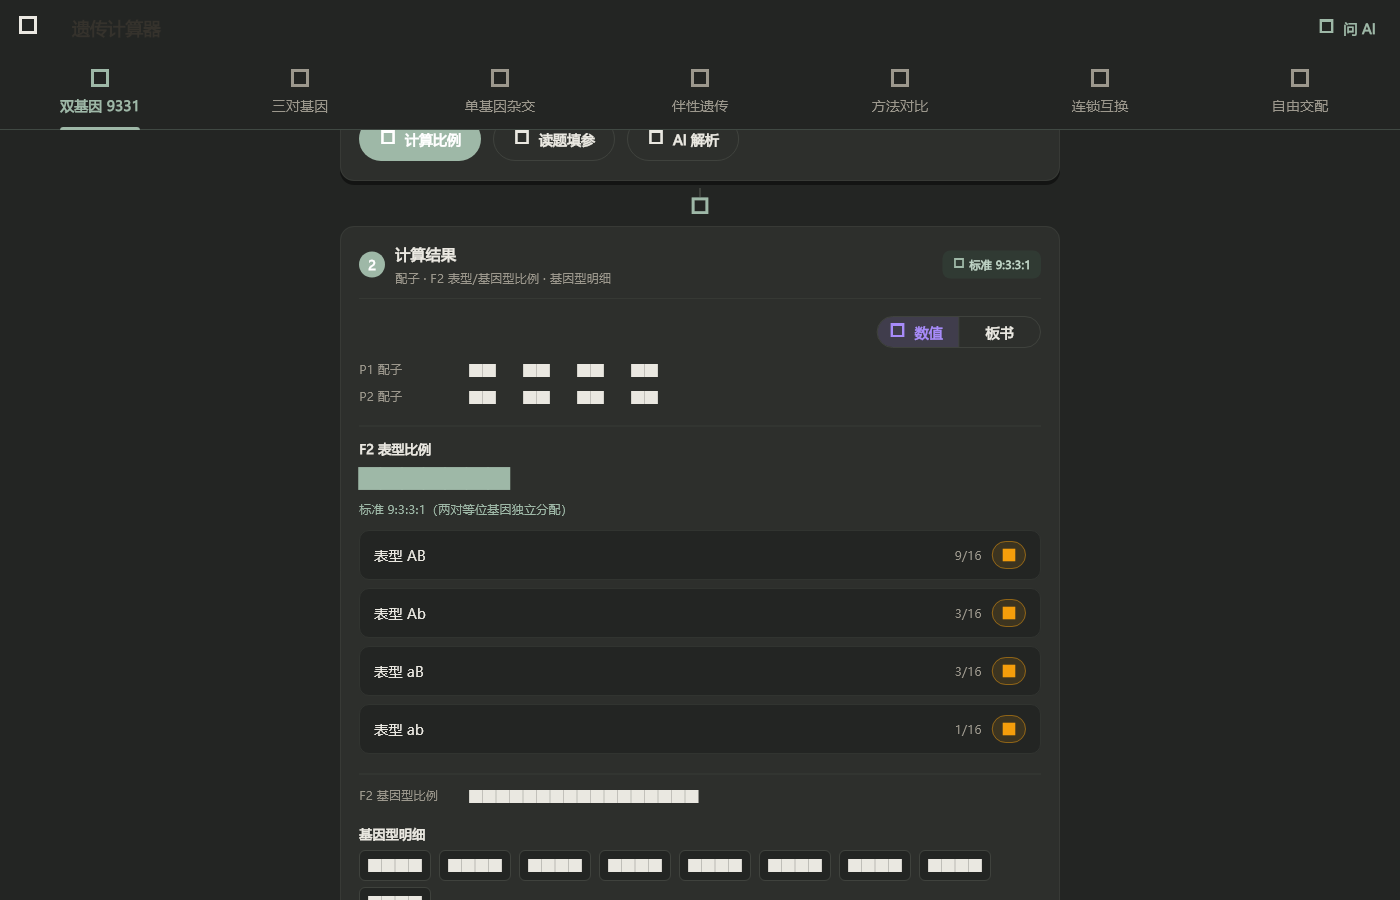 遗传计算器
问 AI
双基因 9331
三对基因
单基因杂交
伴性遗传
方法对比
连锁互换
自由交配
计算比例
读题填参
AI 解析
2
计算结果
配子 · F2 表型/基因型比例 · 基因型明细
标准 9:3:3:1
数值
板书
P1 配子
P2 配子
F2 表型比例
标准 9:3:3:1（两对等位基因独立分配）
表型 AB
9/16
表型 Ab
3/16
表型 aB
3/16
表型 ab
1/16
F2 基因型比例
基因型明细